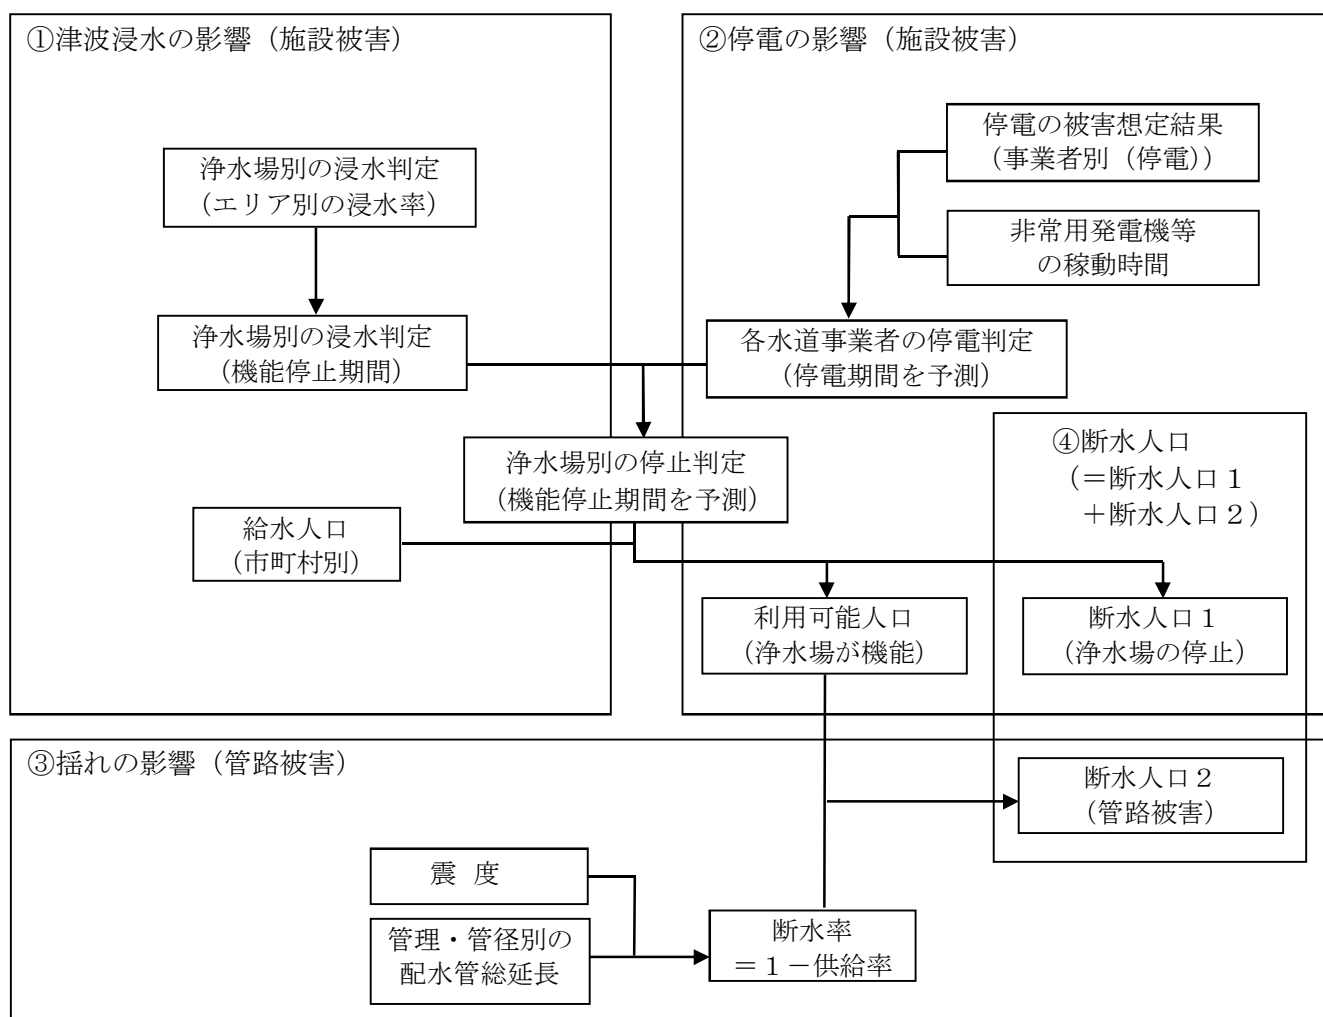 ①津波浸水の影響（施設被害）
浄水場別の浸水判定
（エリア別の浸水率）
浄水場別の浸水判定
（機能停止期間）
②停電の影響（施設被害）
停電の被害想定結果
（事業者別（停電））
非常用発電機等
の稼動時間
各水道事業者の停電判定
（停電期間を予測）
浄水場別の停止判定
（機能停止期間を予測）
給水人口
（市町村別）
④断水人口
（＝断水人口１
＋断水人口２）
利用可能人口
（浄水場が機能）
断水人口１
（浄水場の停止）
③揺れの影響（管路被害）
断水人口２
（管路被害）
震 度
管理・管径別の
配水管総延長
断水率
＝１－供給率